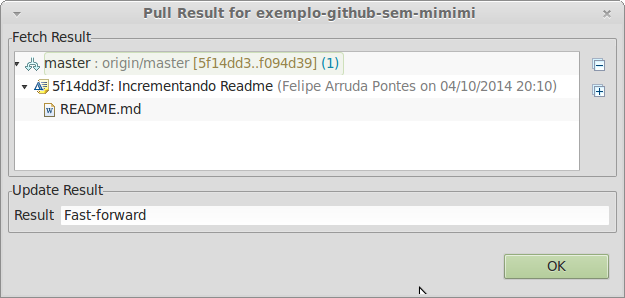 Pull Result for exemplo-github-sem-mimimi
Fetch Result
master : origin/master [5f14dd3..f094d39] (1)
5f14dd3f: Incrementando Readme (Felipe Arruda Pontes on 04/10/2014 20:10)
README.md
Update Result
Result Fast-forward
OK